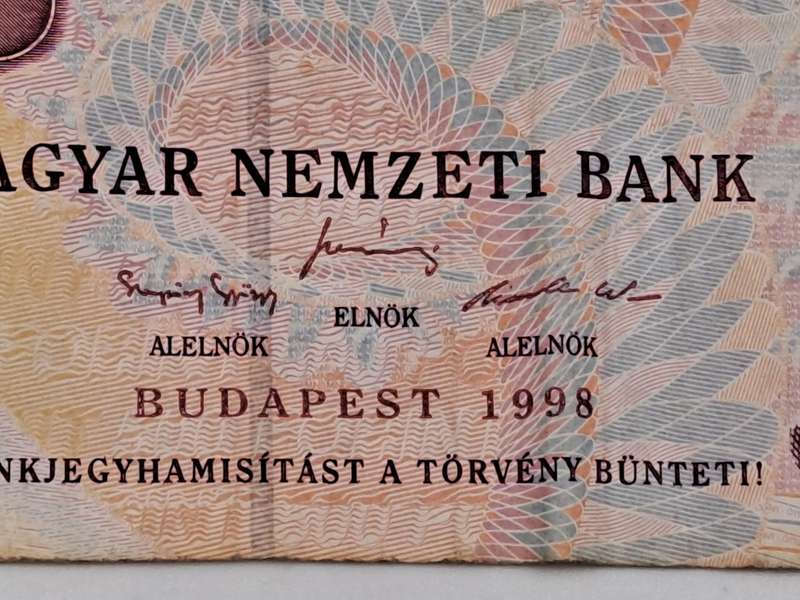 AGYAR NEMZETI BANK
ELNÖK
ALELNÖK ALELNÖK
BUDAPEST 1998
NKJEGYHAMISÍTÁST A TÖRVÉNY BÜNTETI!